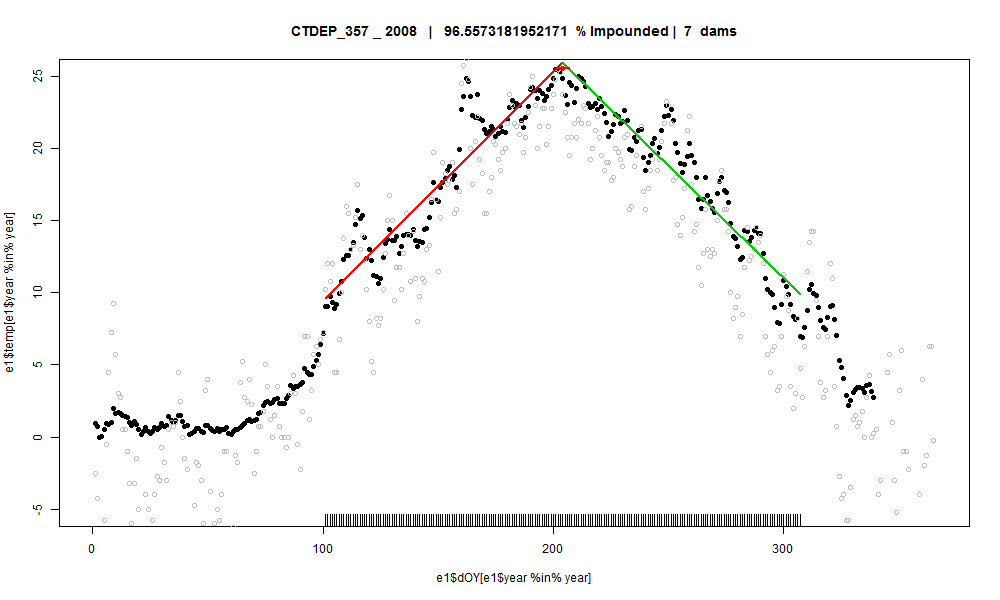 CTDEP_357 _ 2008 | 96.5573181952171 % Impounded | 7 dams
e1$temp[e1$year %in% year]
25
20
15
10
5
0
-5
0 100 200 300
e1$dOY[e1$year %in% year]